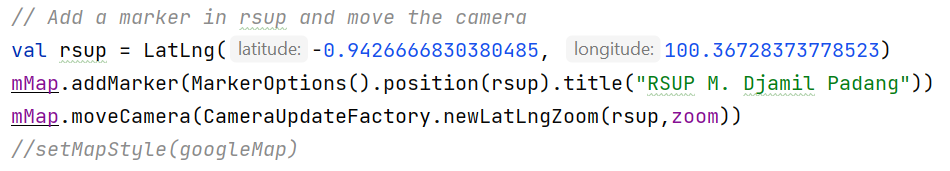 // Add a marker in rsup and move the camera
val rsup = LatLng( latitude: -0.9426666830380485, longitude: 100.36728373778523)
mMap.addMarker(MarkerOptions().position(rsup).title("RSUP M. Djamil Padang"))
mMap.moveCamera(CameraUpdateFactory.newLatLngZoom(rsup,zoom))
//setMapStyle(googleMap)